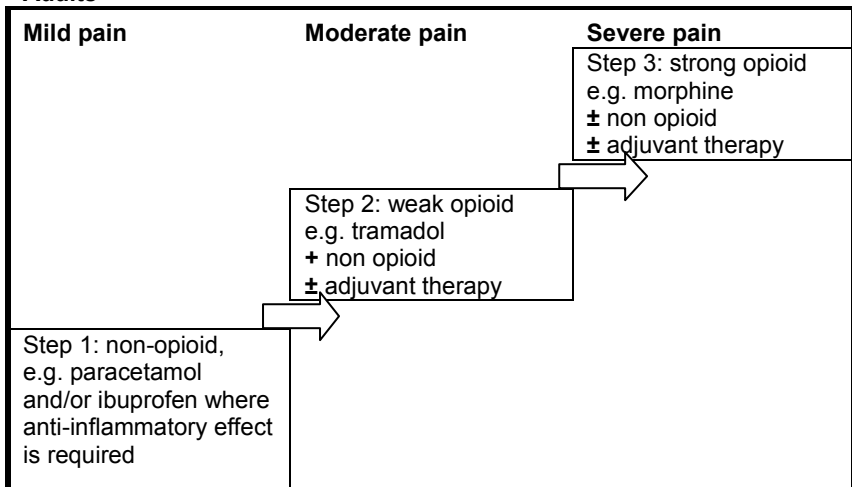 Mild pain
Moderate pain
Severe pain
Step 3: strong opioid
e.g. morphine
± non opioid
± adjuvant therapy
Step 2: weak opioid
e.g. tramadol
+ non opioid
± adjuvant therapy
Step 1: non-opioid,
e.g. paracetamol
and/or ibuprofen where
anti-inflammatory effect
is required